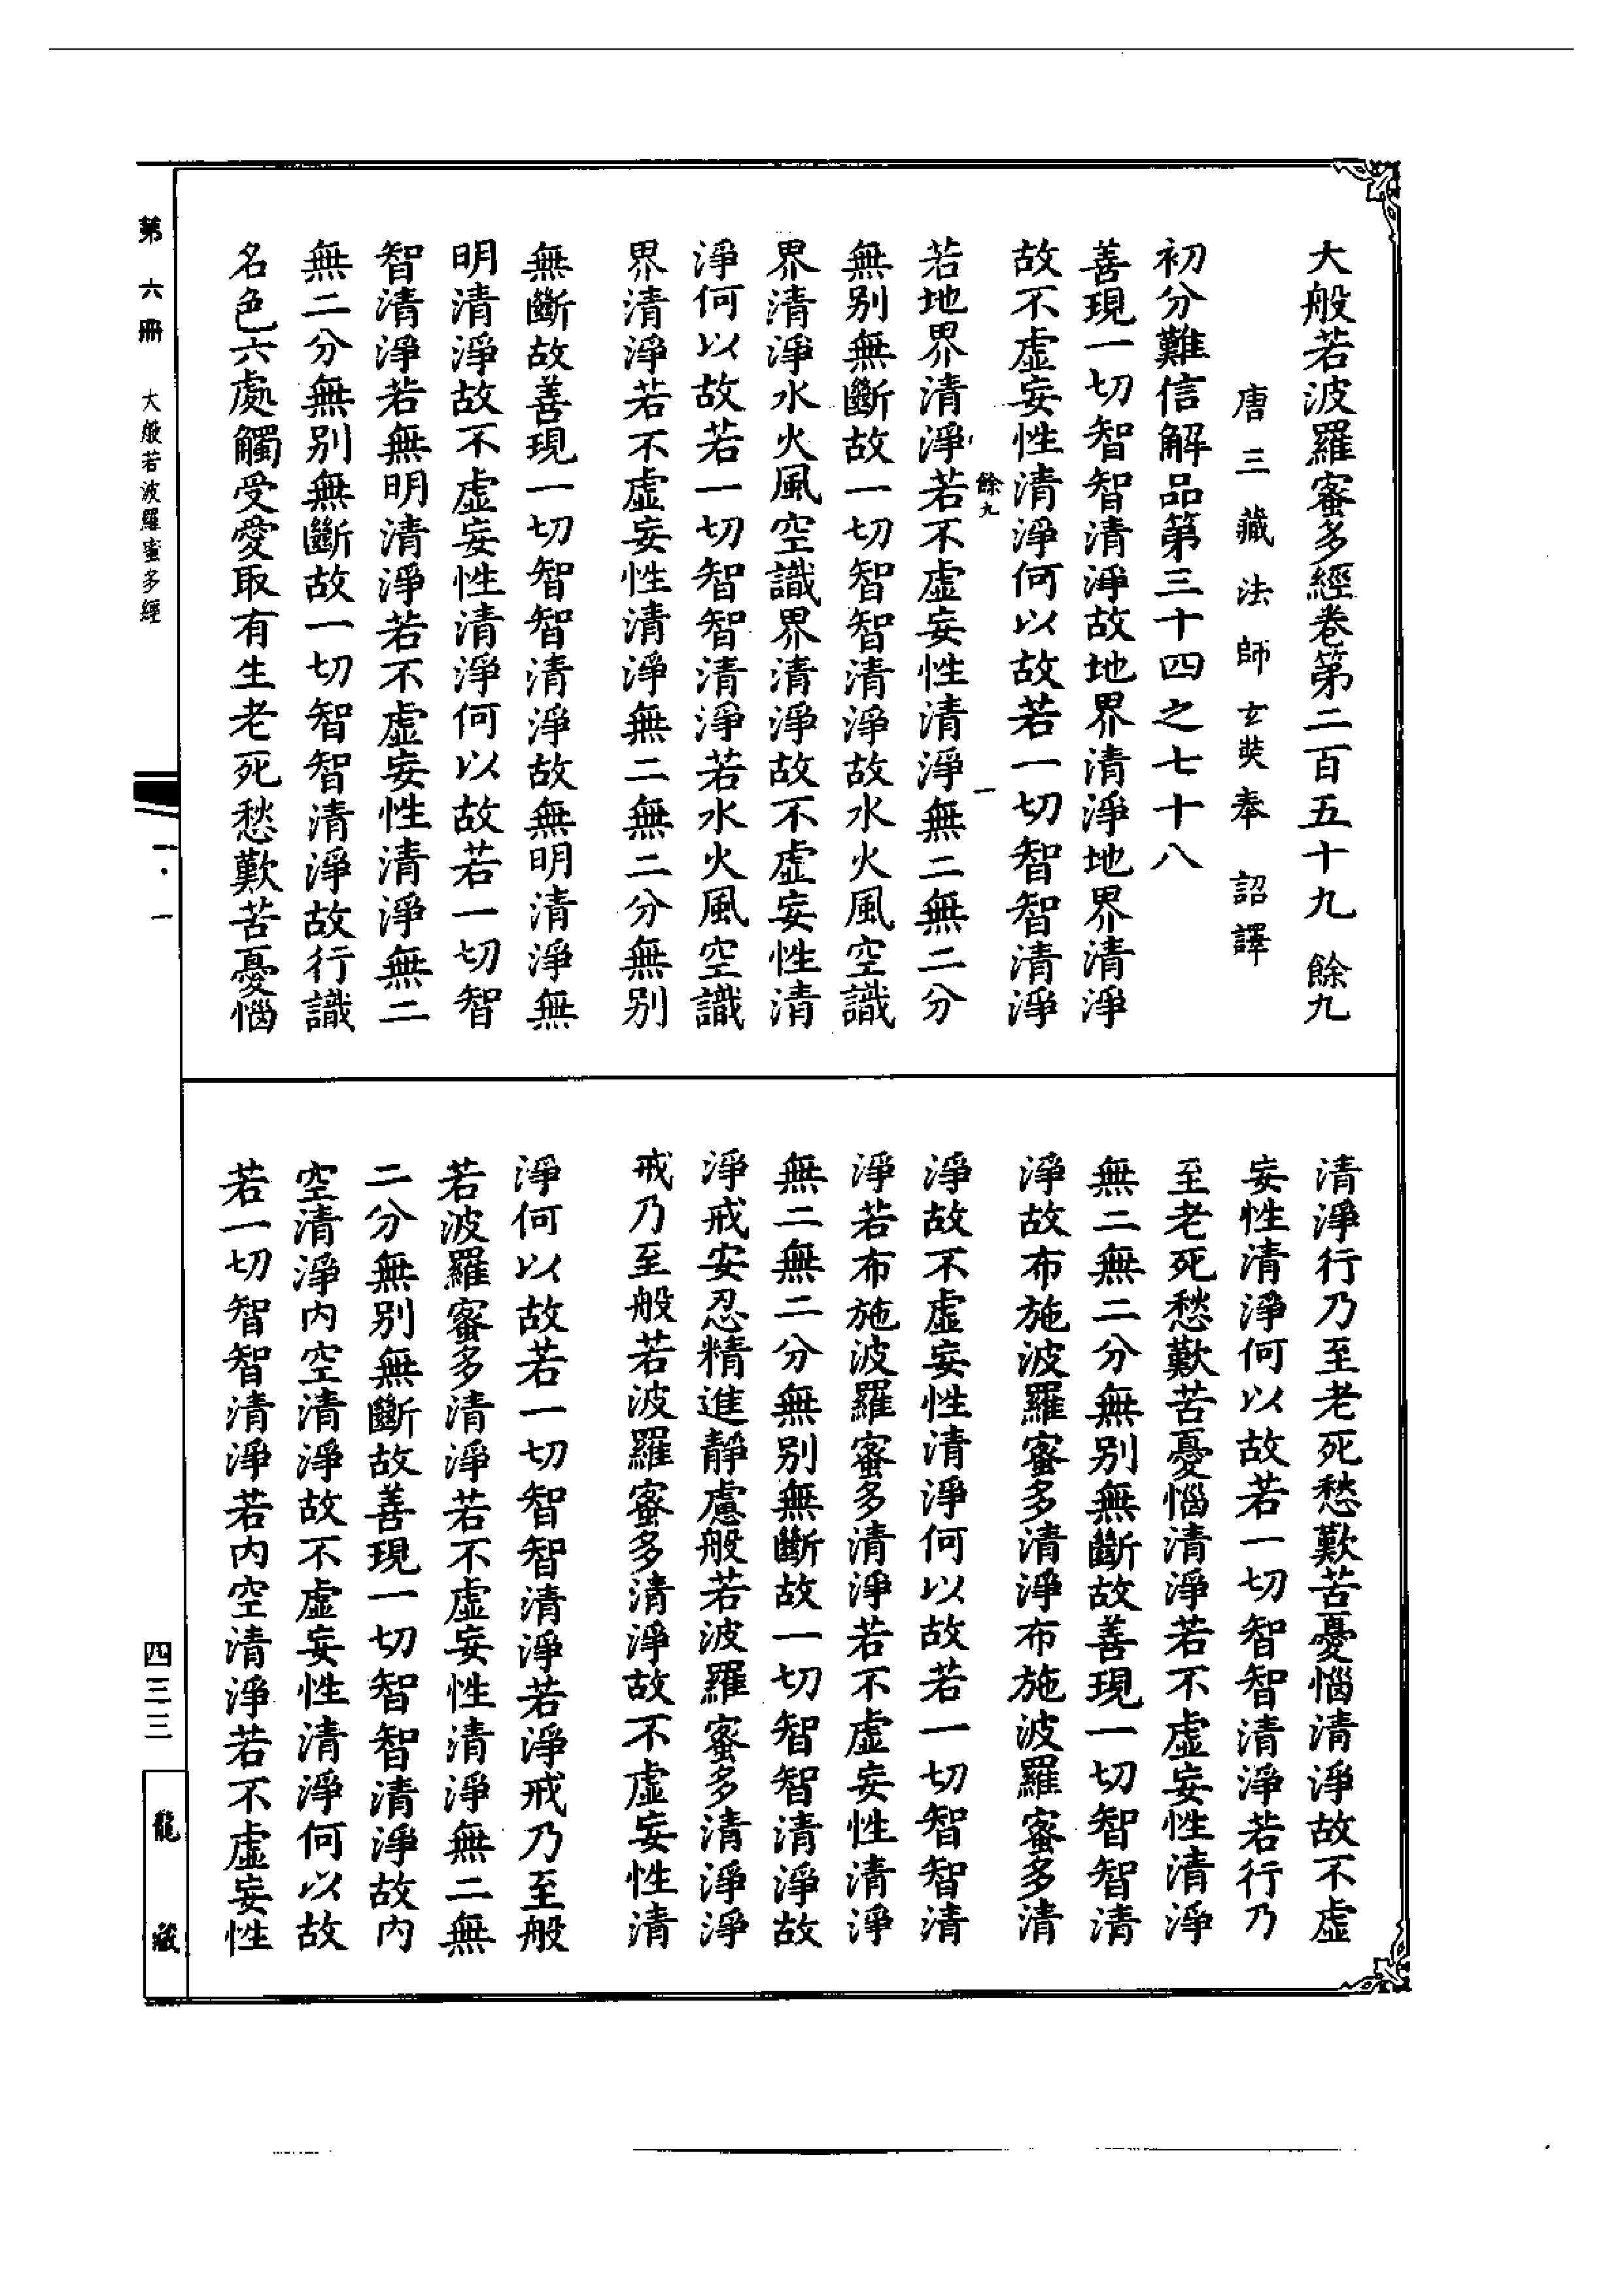 大般若波羅蜜多經卷第二百五十九 餘九
唐三藏法師玄奘奉 詔譯
初分難信解品第三十四之七十八
善現一切智智清淨故地界清淨地界清淨
故不虛妄性清淨何以故若一切智智清淨
餘九 一
若地界清淨若不虛妄性清淨無二無二分
無別無斷故一切智智清淨故水火風空識
界清淨水火風空識界清淨故不虛妄性清
淨何以故若一切智智清淨若水火風空識
界清淨若不虛妄性清淨無二無二分無別
無斷故善現一切智智清淨故無明清淨無
明清淨故不虛妄性清淨何以故若一切智
智清淨若無明清淨若不虛妄性清淨無二
無二分無別無斷故一切智智清淨故行識
名色六處觸受愛取有生老死愁歎苦憂惱
清淨行乃至老死愁歎苦憂惱清淨故不虛
妄性清淨何以故若一切智智清淨若行乃
至老死愁歎苦憂惱清淨若不虛妄性清淨
無二無二分無別無斷故善現一切智智清
淨故布施波羅蜜多清淨布施波羅蜜多清
淨故不虛妄性清淨何以故若一切智智清
淨若布施波羅蜜多清淨若不虛妄性清淨
無二無二分無別無斷故一切智智清淨故
淨戒安忍精進靜慮般若波羅蜜多清淨淨
戒乃至般若波羅蜜多清淨故不虛妄性清
淨何以故若一切智智清淨若淨戒乃至般
若波羅蜜多清淨若不虛妄性清淨無二無
二分無別無斷故善現一切智智清淨故內
空清淨內空清淨故不虛妄性清淨何以故
若一切智智清淨若內空清淨若不虛妄性
第六冊 大般若波羅蜜多經 一·一 四三三
龍藏